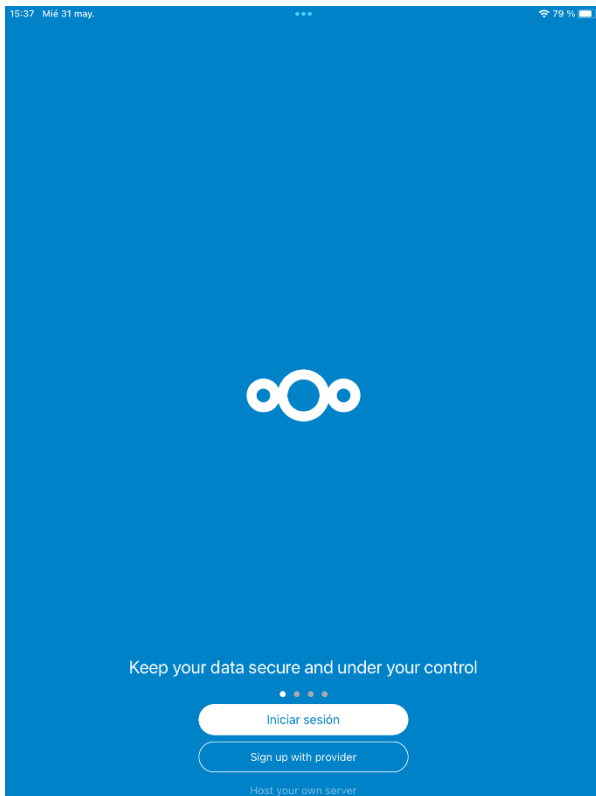 15:37 Mié 31 may.
79 %
Keep your data secure and under your control
Iniciar sesión
Sign up with provider
Host your own server